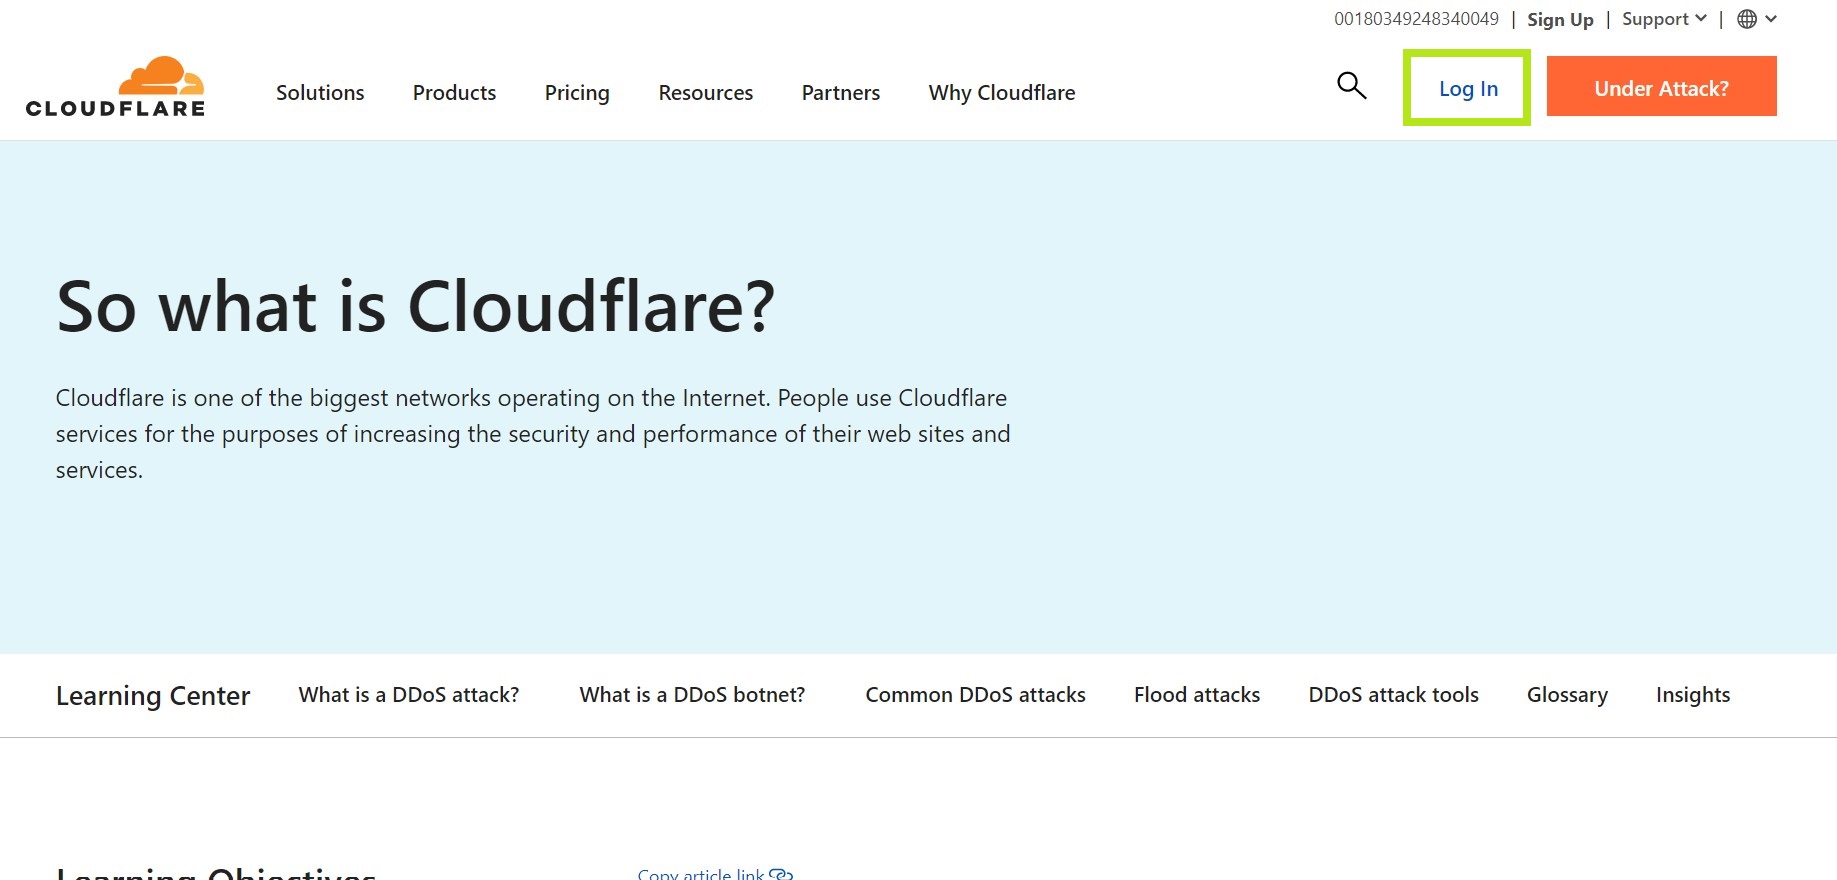 00180349248340049 | Sign Up | Support | 
CLOUDFLARE
Solutions Products Pricing Resources Partners Why Cloudflare Log In Under Attack?
So what is Cloudflare?
Cloudflare is one of the biggest networks operating on the Internet. People use Cloudflare
services for the purposes of increasing the security and performance of their web sites and
services.
Learning Center What is a DDoS attack? What is a DDoS botnet? Common DDoS attacks Flood attacks DDoS attack tools Glossary Insights
Learning Objectives Copy article link